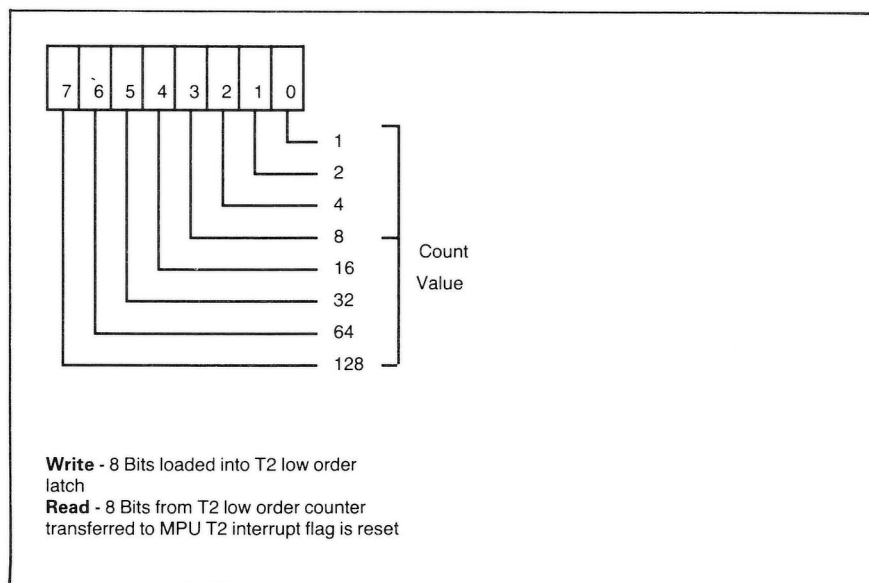 7 6 5 4 3 2 1 0
1
2
4
8
16
32
64
128
Count
Value
Write - 8 Bits loaded into T2 low order
latch
Read - 8 Bits from T2 low order counter
transferred to MPU T2 interrupt flag is reset